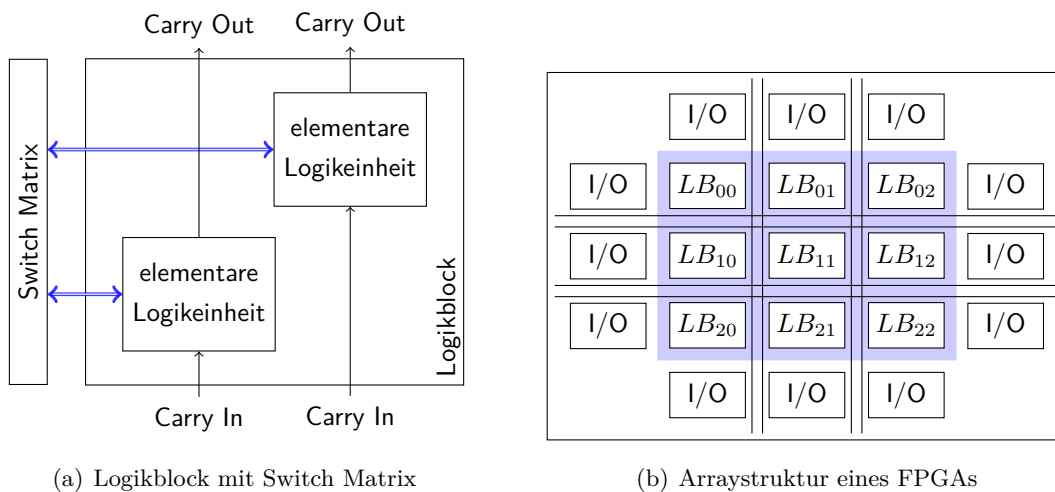 Carry Out
Carry Out
Switch Matrix
elementare
Logikeinheit
elementare
Logikeinheit
Logikblock
Carry In
Carry In
(a) Logikblock mit Switch Matrix
I/O I/O I/O
I/O LB00 LB01 LB02 I/O
I/O LB10 LB11 LB12 I/O
I/O LB20 LB21 LB22 I/O
I/O I/O I/O
(b) Arraystruktur eines FPGAs